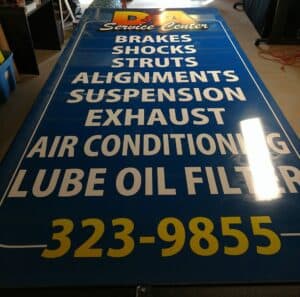 Service Center
BRAKES
SHOCKS
STRUTS
ALIGNMENTS
SUSPENSION
EXHAUST
AIR CONDITIONING
LUBE OIL FILTER
323-9855